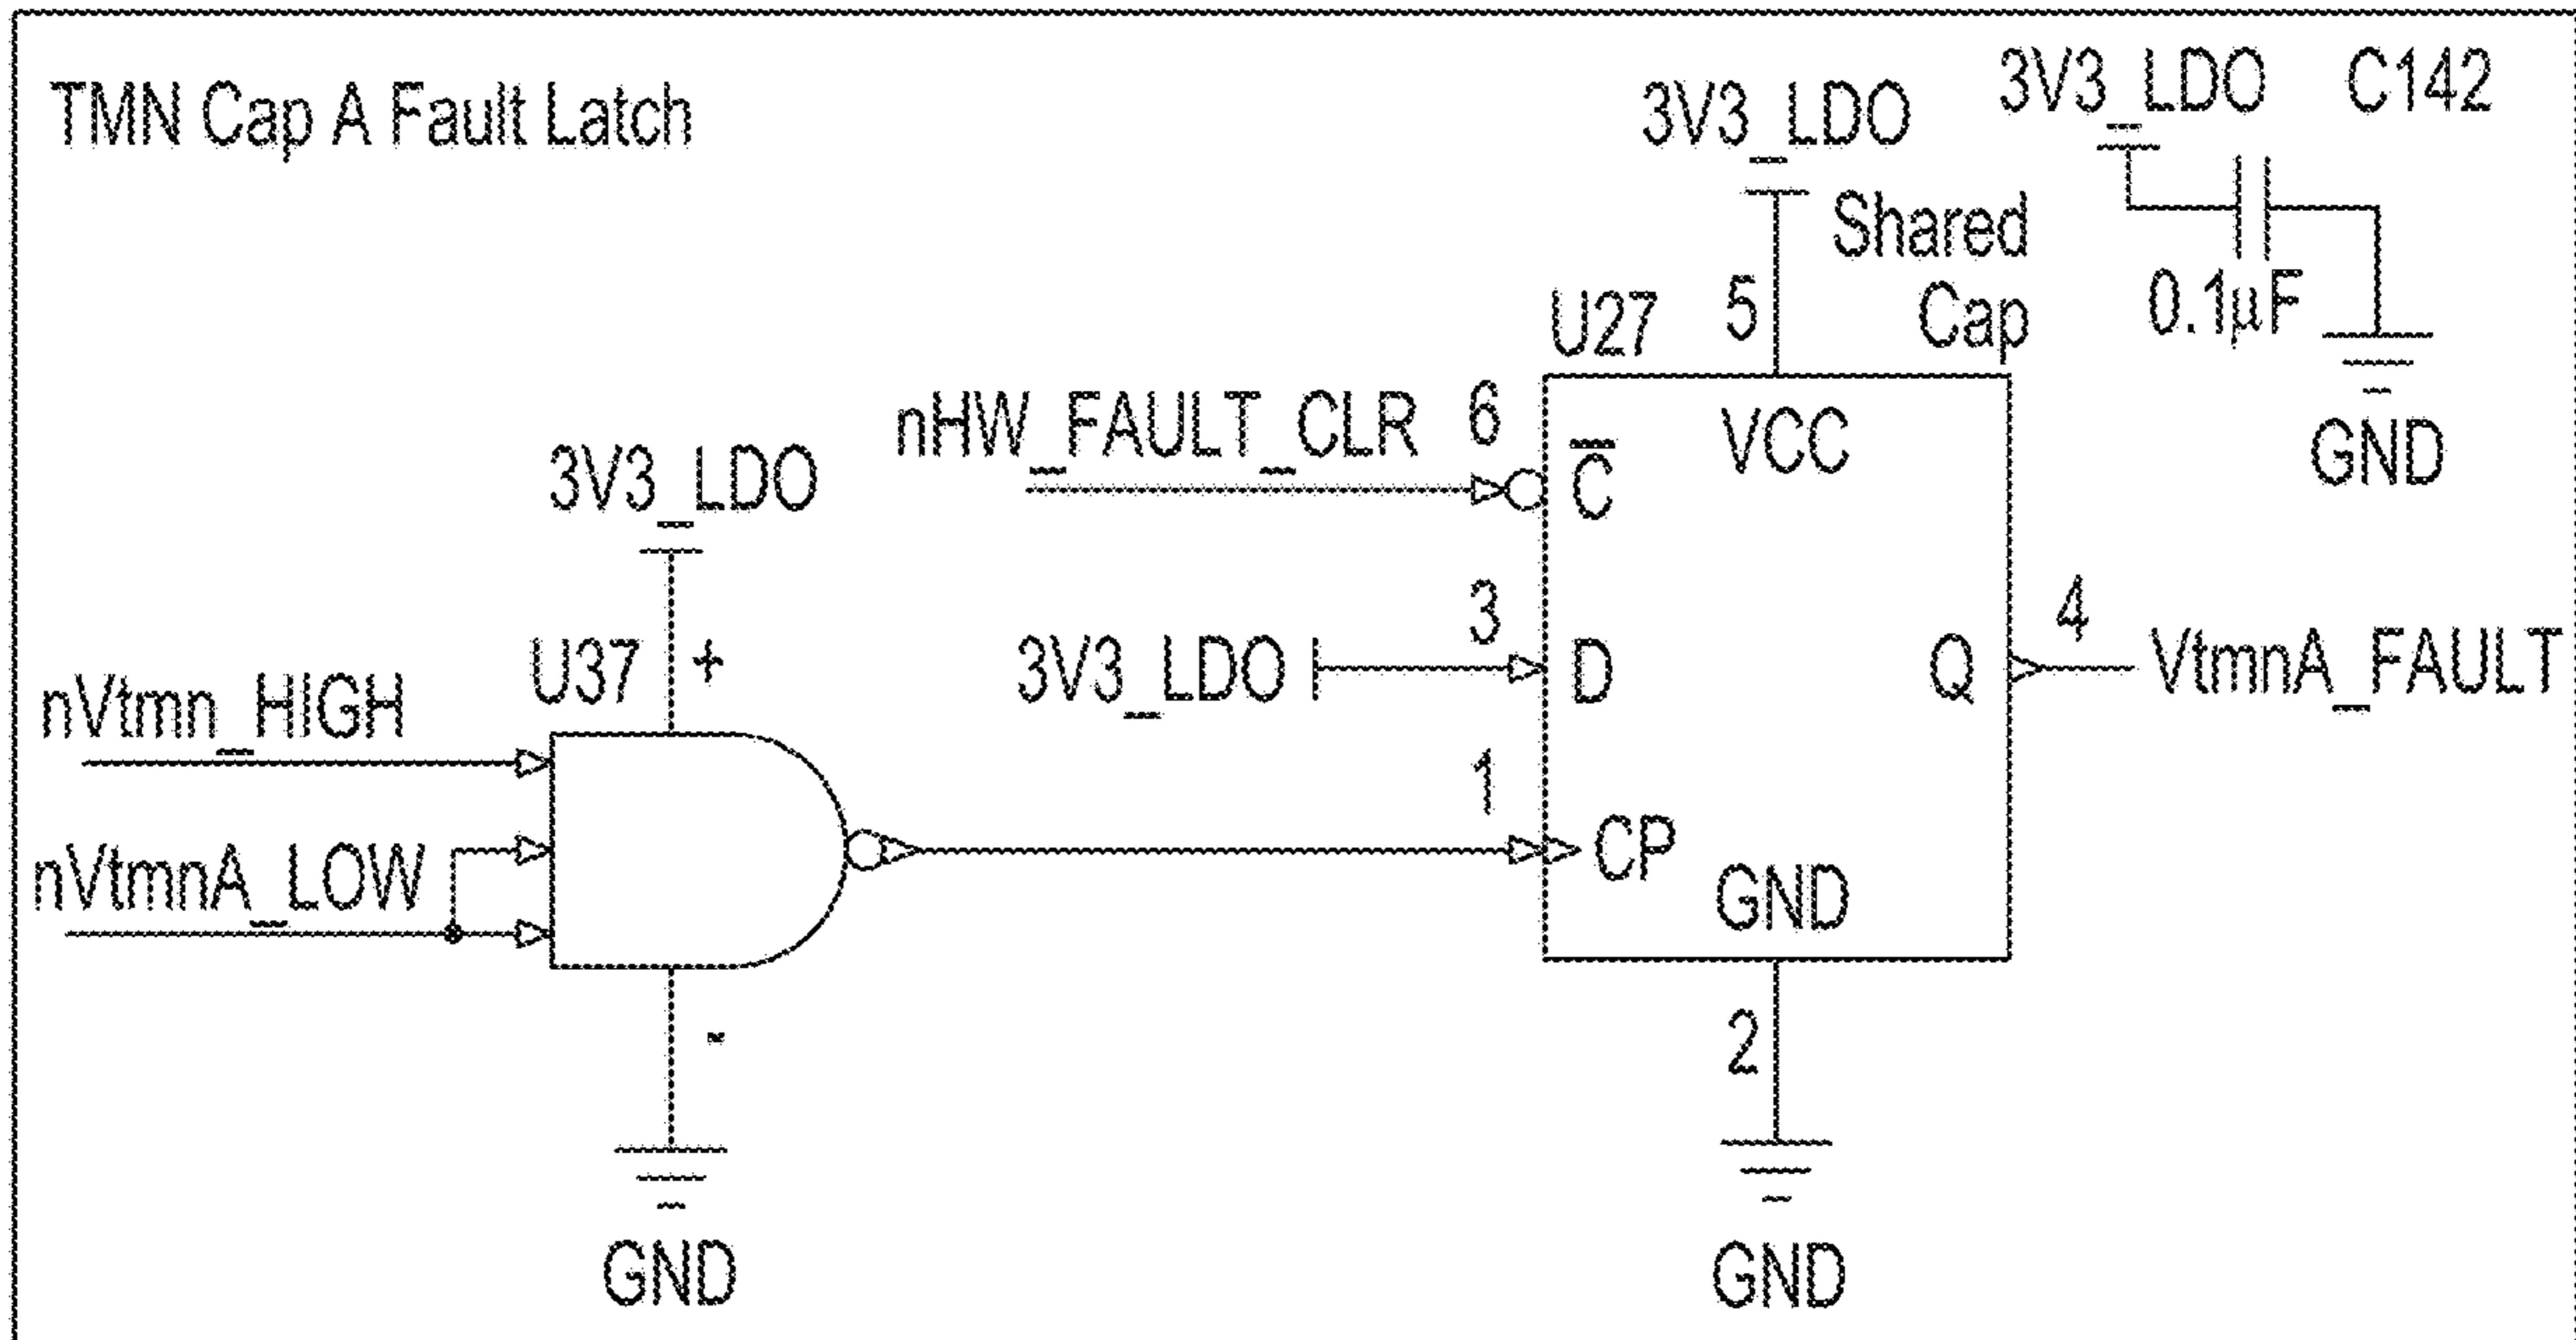 TMN Cap A Fault Latch
3V3_LDO
3V3_LDO C142
Shared
Cap
0.1µF
GND
U27 5
nHW_FAULT_CLR 6
C̅ VCC
3V3_LDO
U37 +
3
3V3_LDO D
Q 4 VtmnA_FAULT
nVtmn_HIGH
1
CP
nVtmnA_LOW
GND
-
2
GND
GND